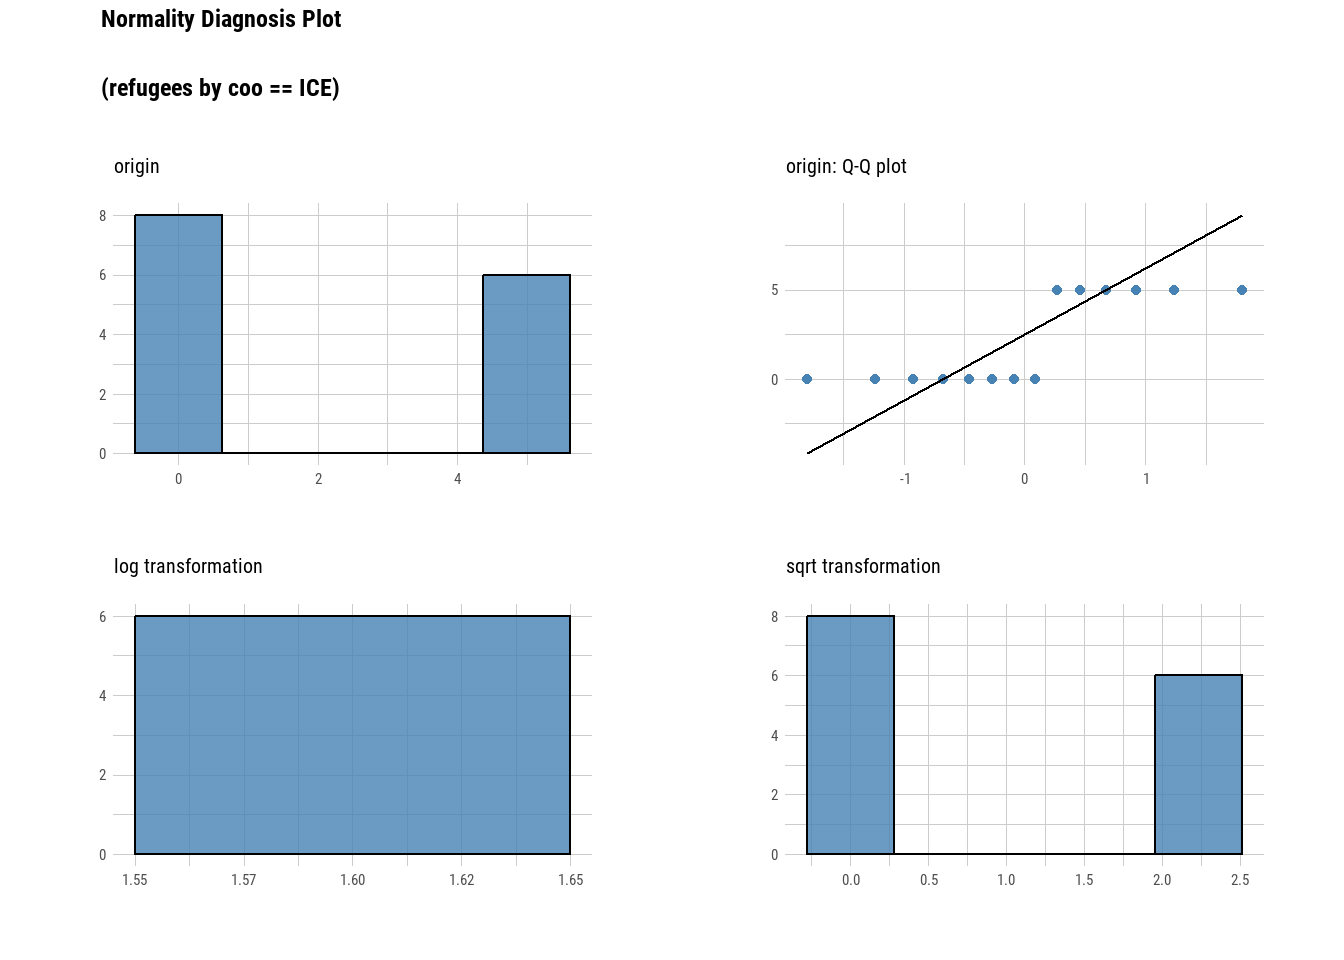 Normality Diagnosis Plot
(refugees by coo == ICE)
origin
8
6
4
2
0
0 2 4
origin: Q-Q plot
5
0
-1 0 1
log transformation
6
4
2
0
1.55 1.57 1.60 1.62 1.65
sqrt transformation
8
6
4
2
0
0.0 0.5 1.0 1.5 2.0 2.5